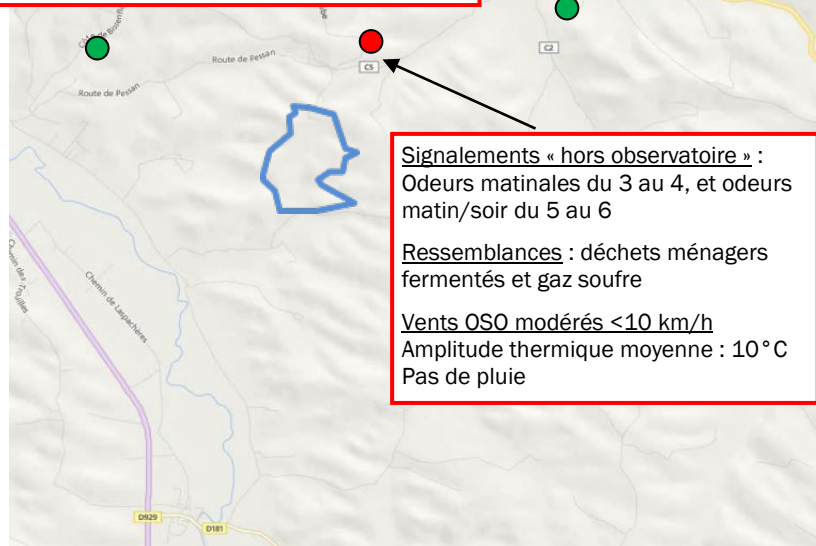 Route de Pessan
C5
C2
Route de Pessan
Signalements « hors observatoire » :
Odeurs matinales du 3 au 4, et odeurs
matin/soir du 5 au 6
Ressemblances : déchets ménagers
fermentés et gaz soufre
Vents OSO modérés <10 km/h
Amplitude thermique moyenne : 10°C
Pas de pluie
Chemin de Laspachères
D929
D181